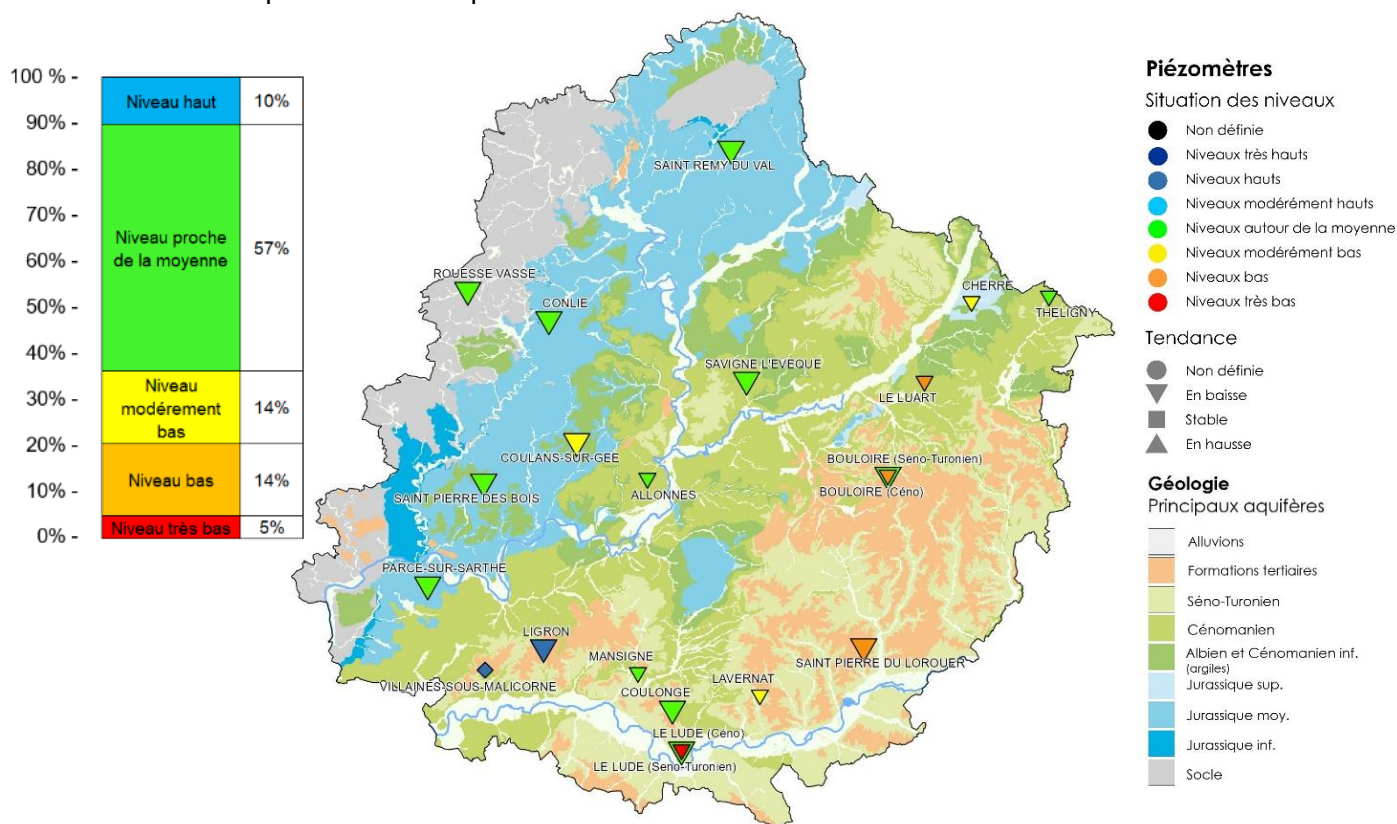 100 % -
90% -
80% -
70% -
60% -
50% -
40% -
30% -
20% -
10% -
0% -
Niveau haut 10%
Niveau proche
de la moyenne
57%
Niveau
modérement
bas
14%
Niveau bas 14%
Niveau très bas 5%
SAINT REMY DU VAL
ROUESSE VASSE
CONLIE
CHERRE
THELIGNY
SAVIGNE L'EVEQUE
LE LUART
COULANS-SUR-GEE
SAINT PIERRE DES BOIS
ALLONNES
BOULOIRE (Séno-Turonien)
BOULOIRE (Céno)
PARCE-SUR-SARTHE
LIGRON
VILLAINES-SOUS-MALICORNE
MANSIGNE
COULONGE
LAVERNAT
SAINT PIERRE DU LOROUER
LE LUDE (Céno)
LE LUDE (Séno-Turonien)
Piézomètres
Situation des niveaux
Non définie
Niveaux très hauts
Niveaux hauts
Niveaux modérément hauts
Niveaux autour de la moyenne
Niveaux modérément bas
Niveaux bas
Niveaux très bas
Tendance
Non définie
En baisse
Stable
En hausse
Géologie
Principaux aquifères
Alluvions
Formations tertiaires
Séno-Turonien
Cénomanien
Albien et Cénomanien inf.
(argiles)
Jurassique sup.
Jurassique moy.
Jurassique inf.
Socle